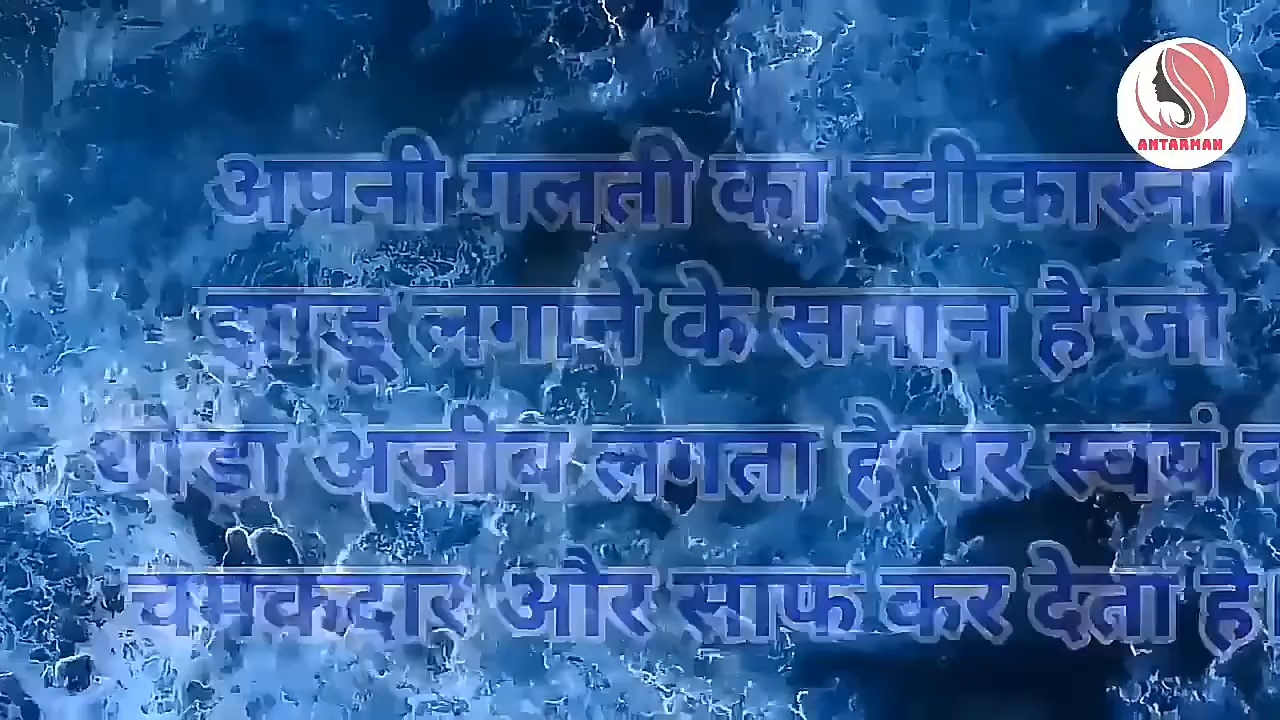 ANTARMAN
अपनी गलती का स्वीकारना
झाडू लगाने के समान है जो
थोड़ा अजीब लगता है पर स्वयं
चमकदार और साफ कर देता है।